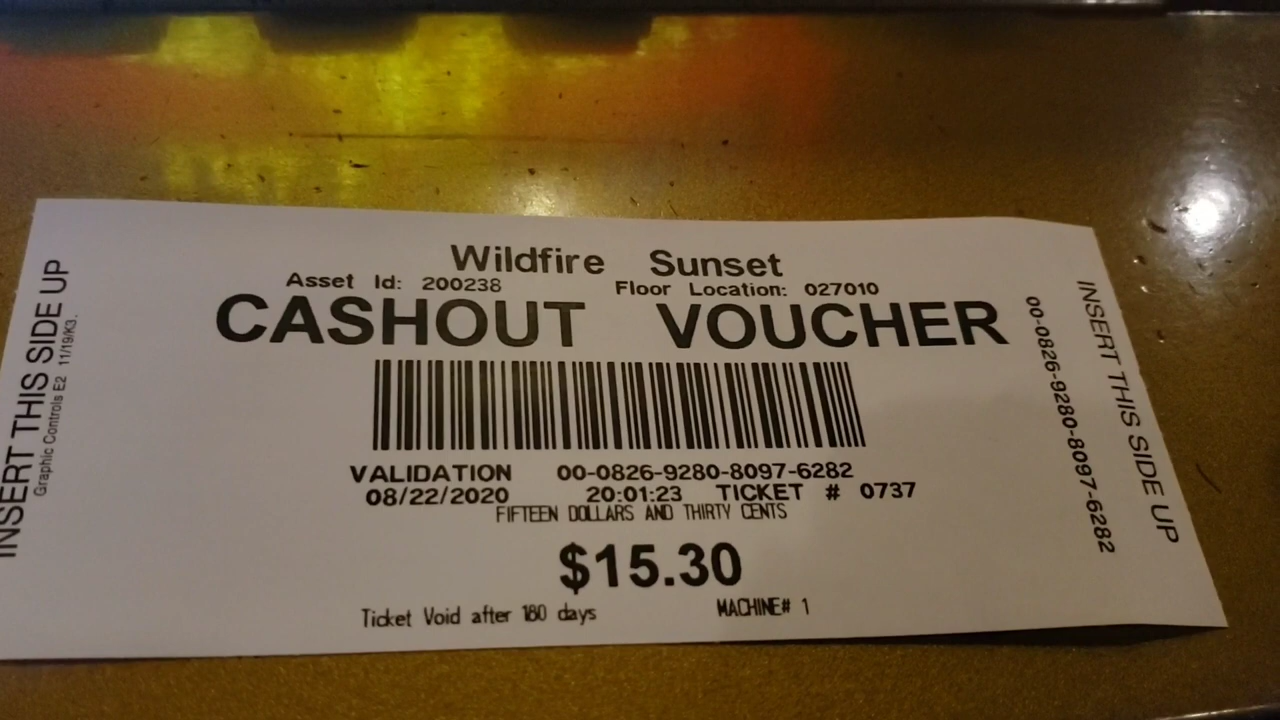 INSERT THIS SIDE UP
Graphic Controls E2 11/19/K3.
Wildfire Sunset
Asset Id: 200238 Floor Location: 027010
CASHOUT VOUCHER
VALIDATION 00-0826-9280-8097-6282
08/22/2020 20:01:23 TICKET # 0737
FIFTEEN DOLLARS AND THIRTY CENTS
$15.30
Ticket Void after 180 days MACHINE# 1
00-0826-9280-8097-6282
INSERT THIS SIDE UP